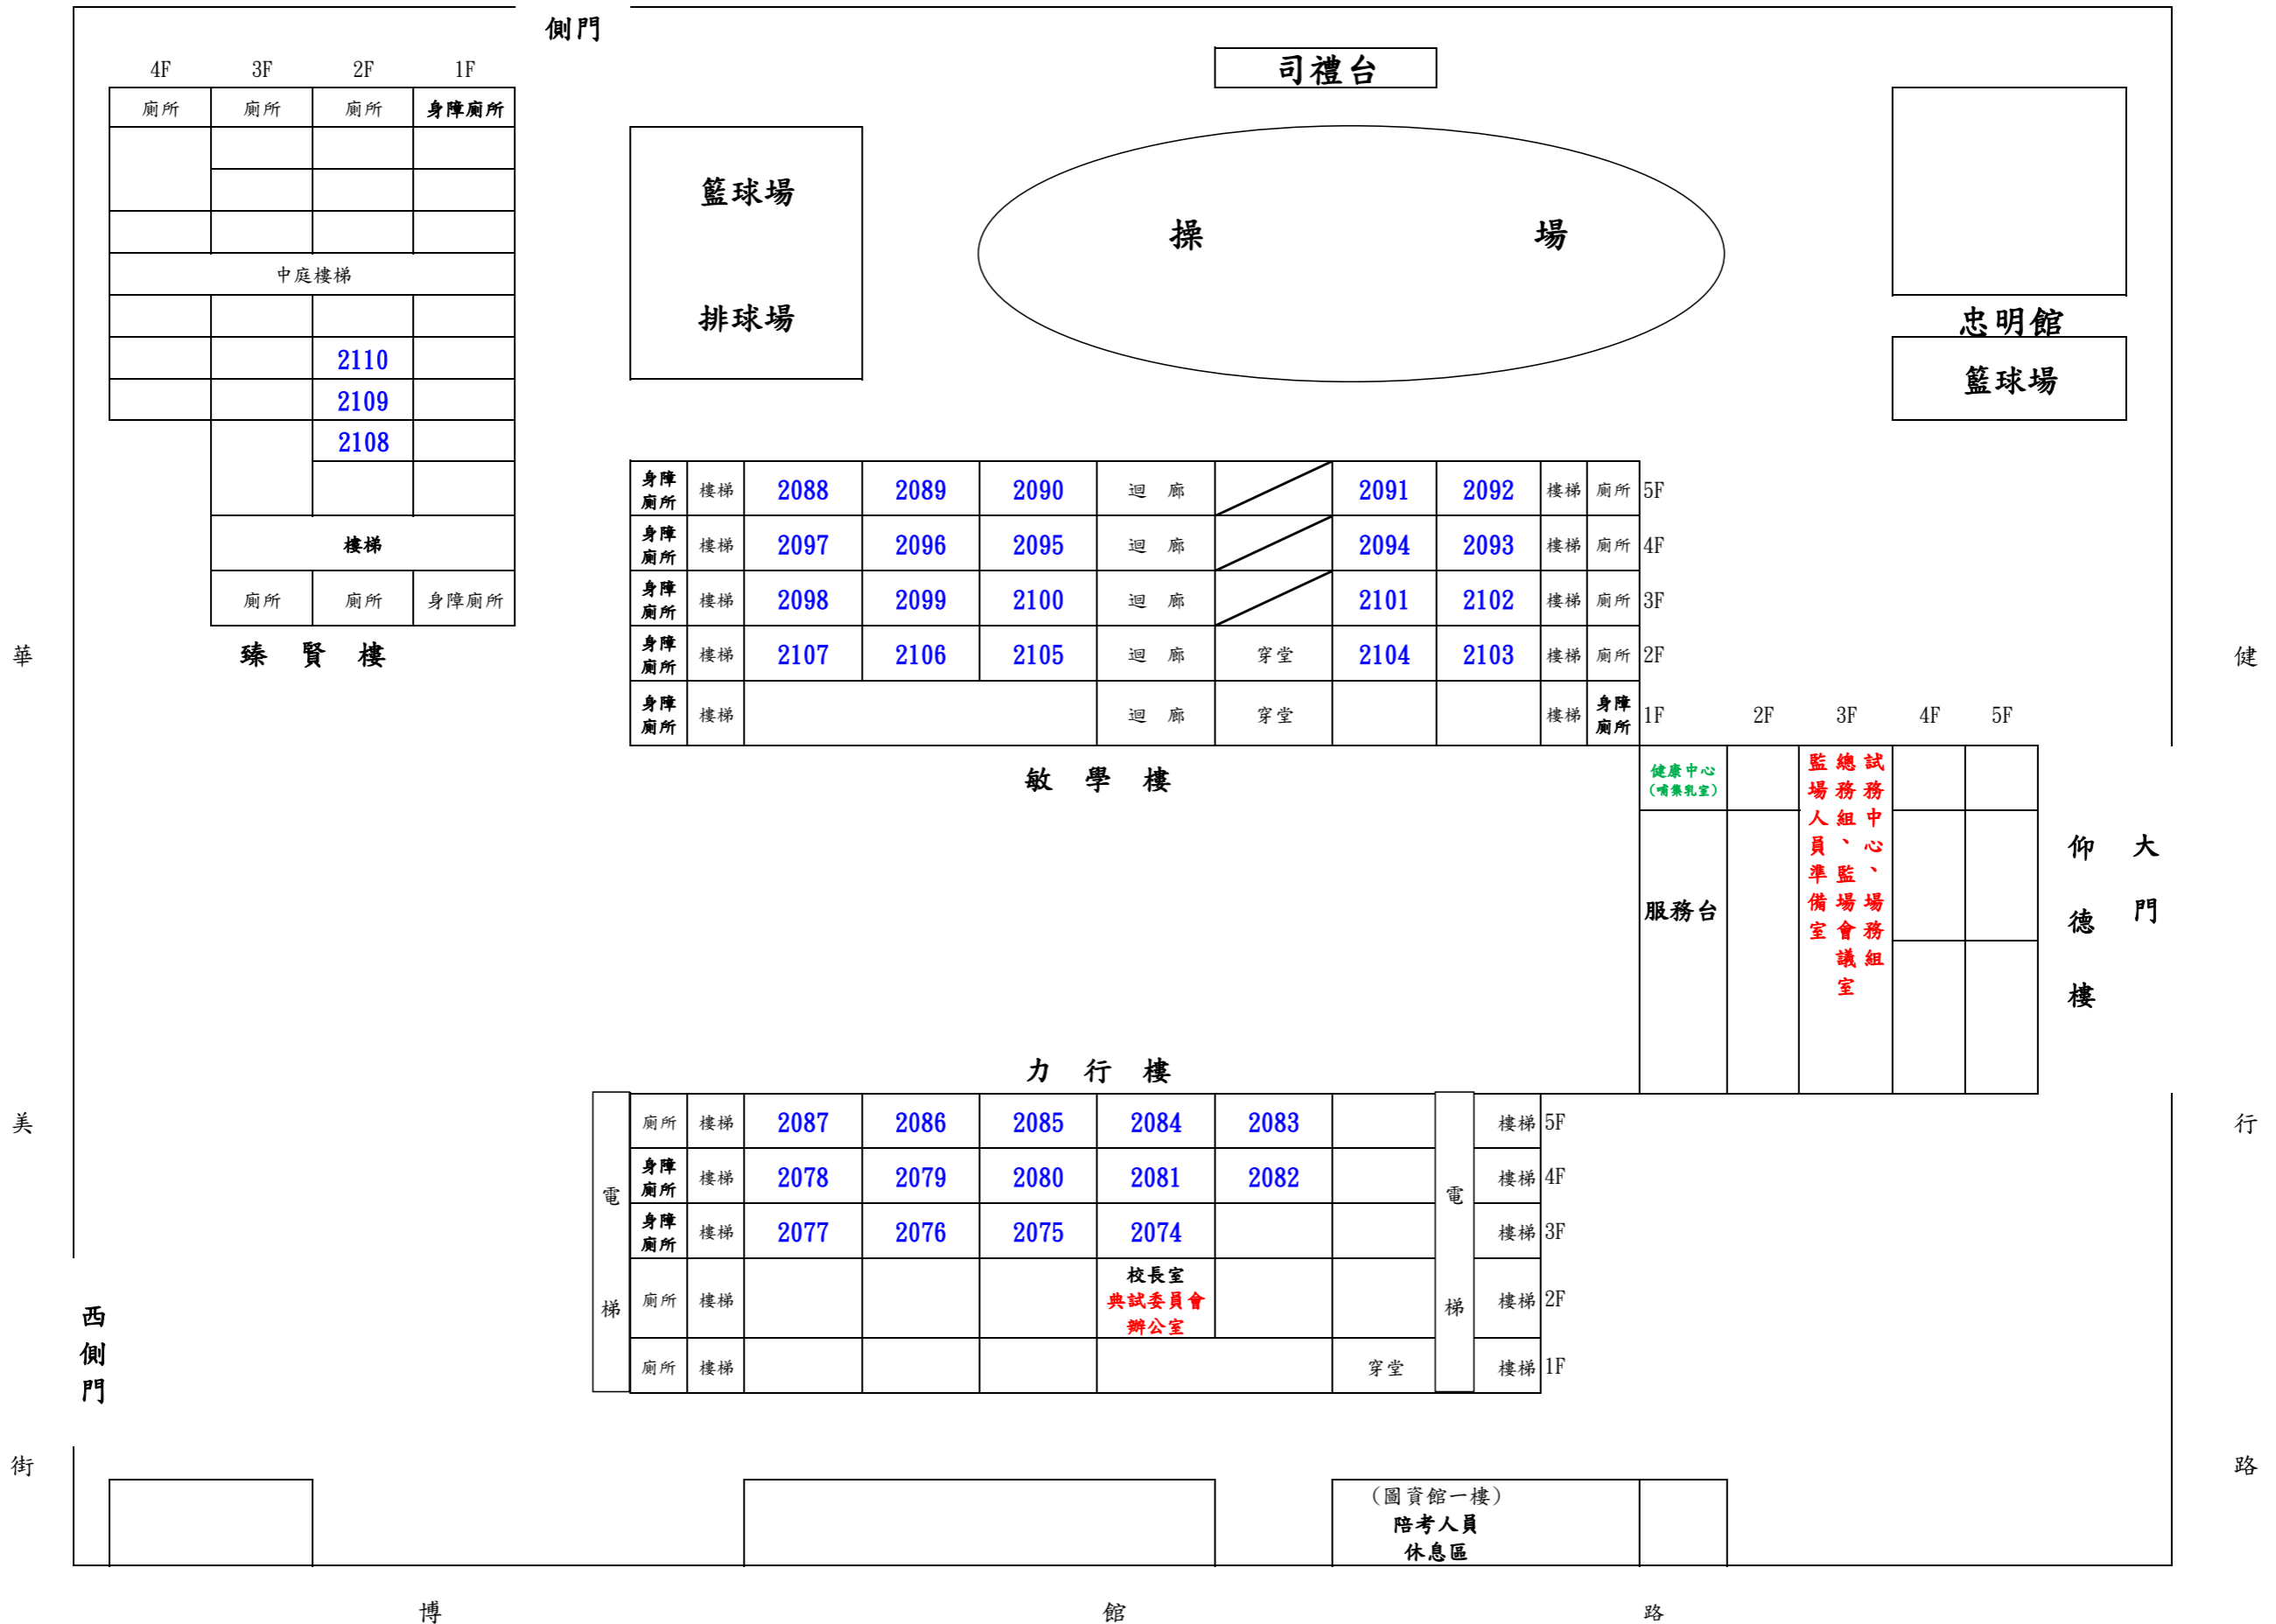 側門
司禮台
4F 3F 2F 1F
廁所 廁所 廁所 身障廁所
中庭樓梯
2110
2109
2108
樓梯
廁所 廁所 身障廁所
臻 賢 樓
籃球場
排球場
操 場
忠明館
籃球場
身障廁所 樓梯 2088 2089 2090 迴 廊 2091 2092 樓梯 廁所 5F
身障廁所 樓梯 2097 2096 2095 迴 廊 2094 2093 樓梯 廁所 4F
身障廁所 樓梯 2098 2099 2100 迴 廊 2101 2102 樓梯 廁所 3F
身障廁所 樓梯 2107 2106 2105 迴 廊 穿堂 2104 2103 樓梯 廁所 2F
身障廁所 樓梯 迴 廊 穿堂 樓梯 身障廁所 1F 2F 3F 4F 5F
敏 學 樓
健康中心
(哺集乳室)
服務台
試務中心、場務組
總務組、監場會議室
監場人員準備室
仰德樓
大門
力 行 樓
電梯
廁所 樓梯 2087 2086 2085 2084 2083 樓梯 5F
身障廁所 樓梯 2078 2079 2080 2081 2082 樓梯 4F
身障廁所 樓梯 2077 2076 2075 2074 樓梯 3F
廁所 樓梯 校長室 典試委員會 辦公室 樓梯 2F
廁所 樓梯 穿堂 樓梯 1F
電梯
西側門
(圖資館一樓)
陪考人員
休息區
華美街
健行路
博 館 路